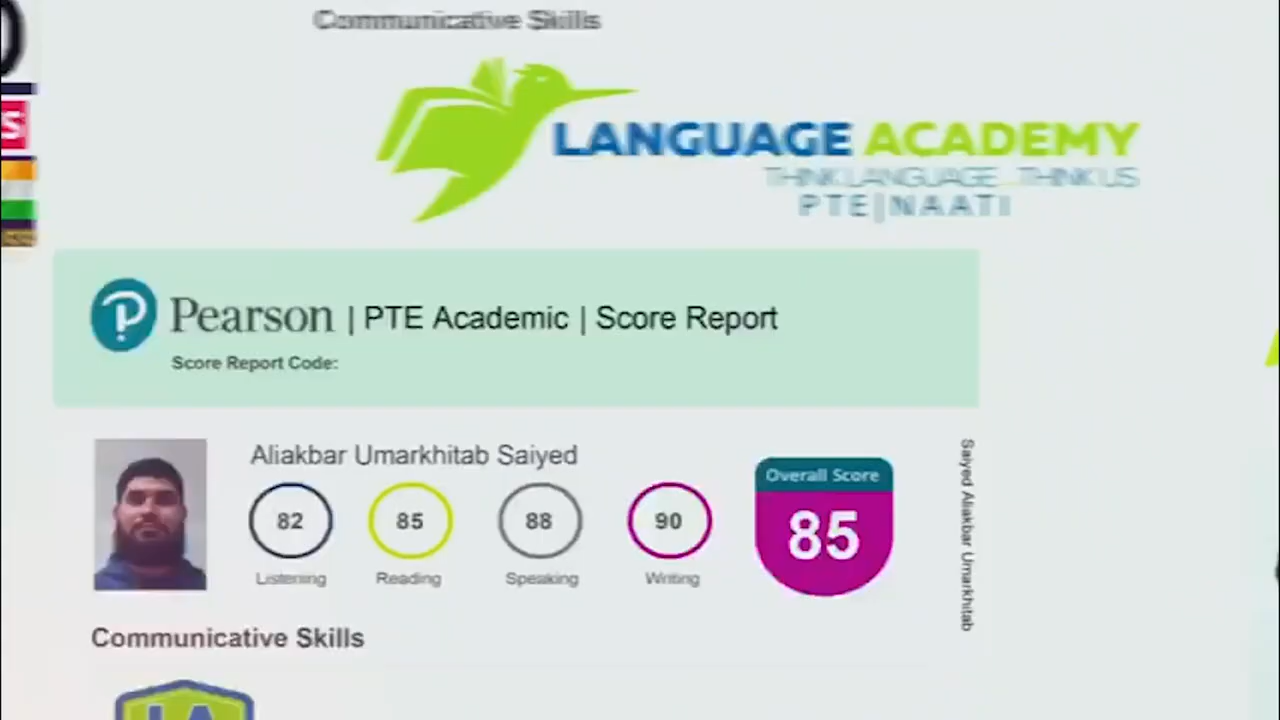 Communicative Skills
LANGUAGE ACADEMY
THINK LANGUAGE...THINK US
PTE|NAATI
Pearson | PTE Academic | Score Report
Score Report Code:
Aliakbar Umarkhitab Saiyed
82 85 88 90
Listening Reading Speaking Writing
Overall Score
85
Saiyed Aliakbar Umarkhitab
Communicative Skills
LA